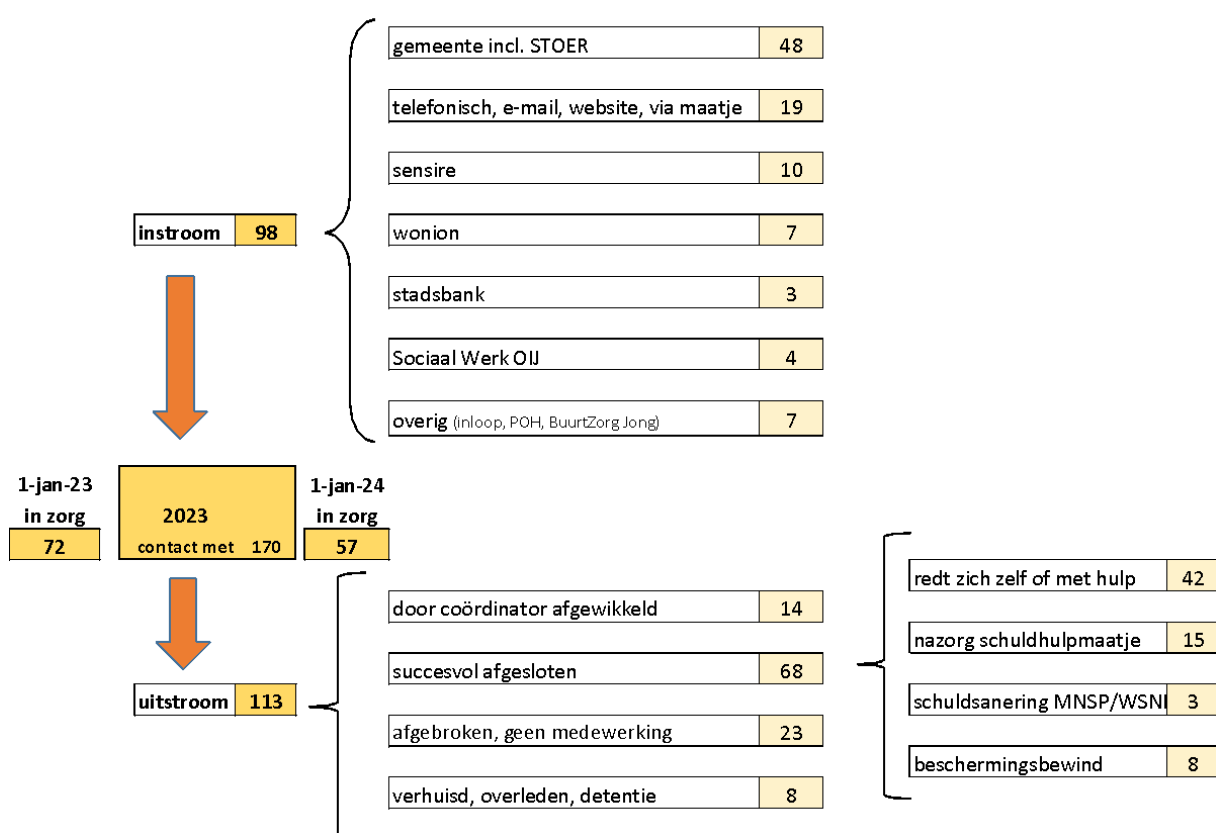 gemeente incl. STOER 48
telefonisch, e-mail, website, via maatje 19
sensire 10
instroom 98
wonion 7
stadsbank 3
Sociaal Werk OIJ 4
overig (inloop, POH, BuurtZorg Jong) 7
1-jan-23
in zorg
72
2023
contact met 170
1-jan-24
in zorg
57
door coördinator afgewikkeld 14
succesvol afgesloten 68
uitstroom 113
afgebroken, geen medewerking 23
verhuisd, overleden, detentie 8
redt zich zelf of met hulp 42
nazorg schuldhulpmaatje 15
schuldsanering MNSP/WSNI 3
beschermingsbewind 8